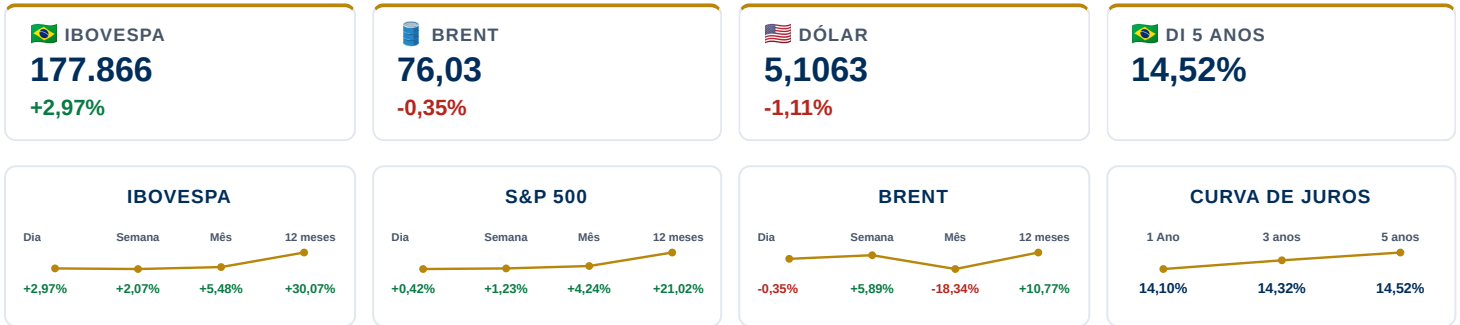 IBOVESPA
177.866
+2,97%
BRENT
76,03
-0,35%
DÓLAR
5,1063
-1,11%
DI 5 ANOS
14,52%
IBOVESPA
Dia Semana Mês 12 meses
+2,97% +2,07% +5,48% +30,07%
S&P 500
Dia Semana Mês 12 meses
+0,42% +1,23% +4,24% +21,02%
BRENT
Dia Semana Mês 12 meses
-0,35% +5,89% -18,34% +10,77%
CURVA DE JUROS
1 Ano 3 anos 5 anos
14,10% 14,32% 14,52%